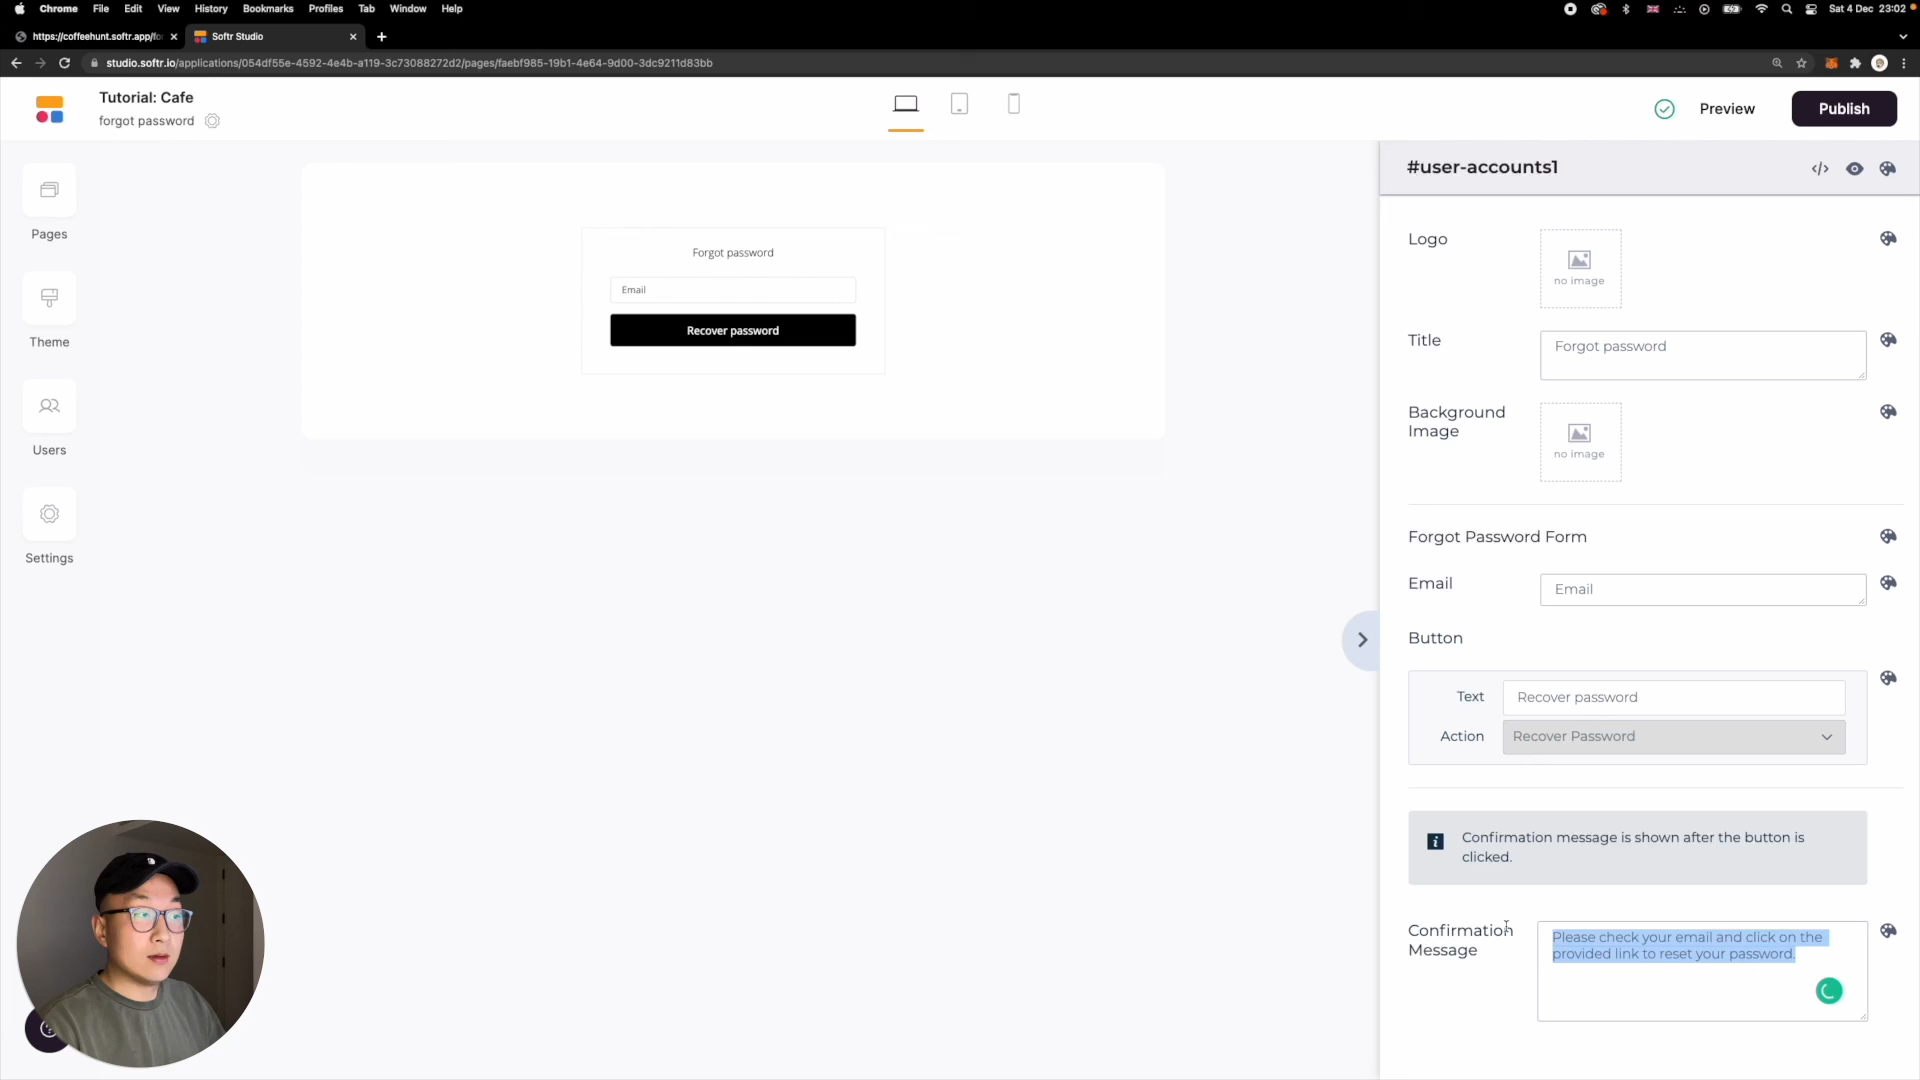 Chrome File Edit View History Bookmarks Profiles Tab Window Help
Sat 4 Dec 23:02
https://coffeehunt.softr.app/fo
Softr Studio
studio.softr.io/applications/054df55e-4592-4e4b-a119-3c73088272d2/pages/faebf985-19b1-4e64-9d00-3dc9211d83bb
Tutorial: Cafe
forgot password
Preview
Publish
Pages
Theme
Users
Settings
Forgot password
Email
Recover password
#user-accounts1
Logo
no image
Title
Forgot password
Background
Image
no image
Forgot Password Form
Email
Email
Button
Text
Recover password
Action
Recover Password
Confirmation message is shown after the button is
clicked.
Confirmation
Message
Please check your email and click on the
provided link to reset your password.